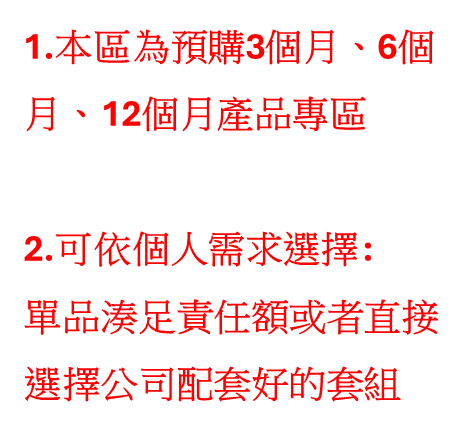 1.本區為預購3個月、6個
月、12個月產品專區
2.可依個人需求選擇:
單品湊足責任額或者直接
選擇公司配套好的套組